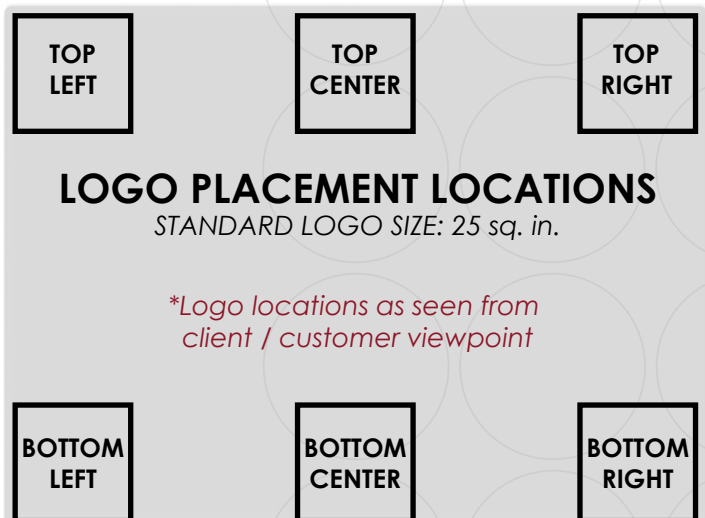 TOP
LEFT
TOP
CENTER
TOP
RIGHT
LOGO PLACEMENT LOCATIONS
STANDARD LOGO SIZE: 25 sq. in.
*Logo locations as seen from
client / customer viewpoint
BOTTOM
LEFT
BOTTOM
CENTER
BOTTOM
RIGHT